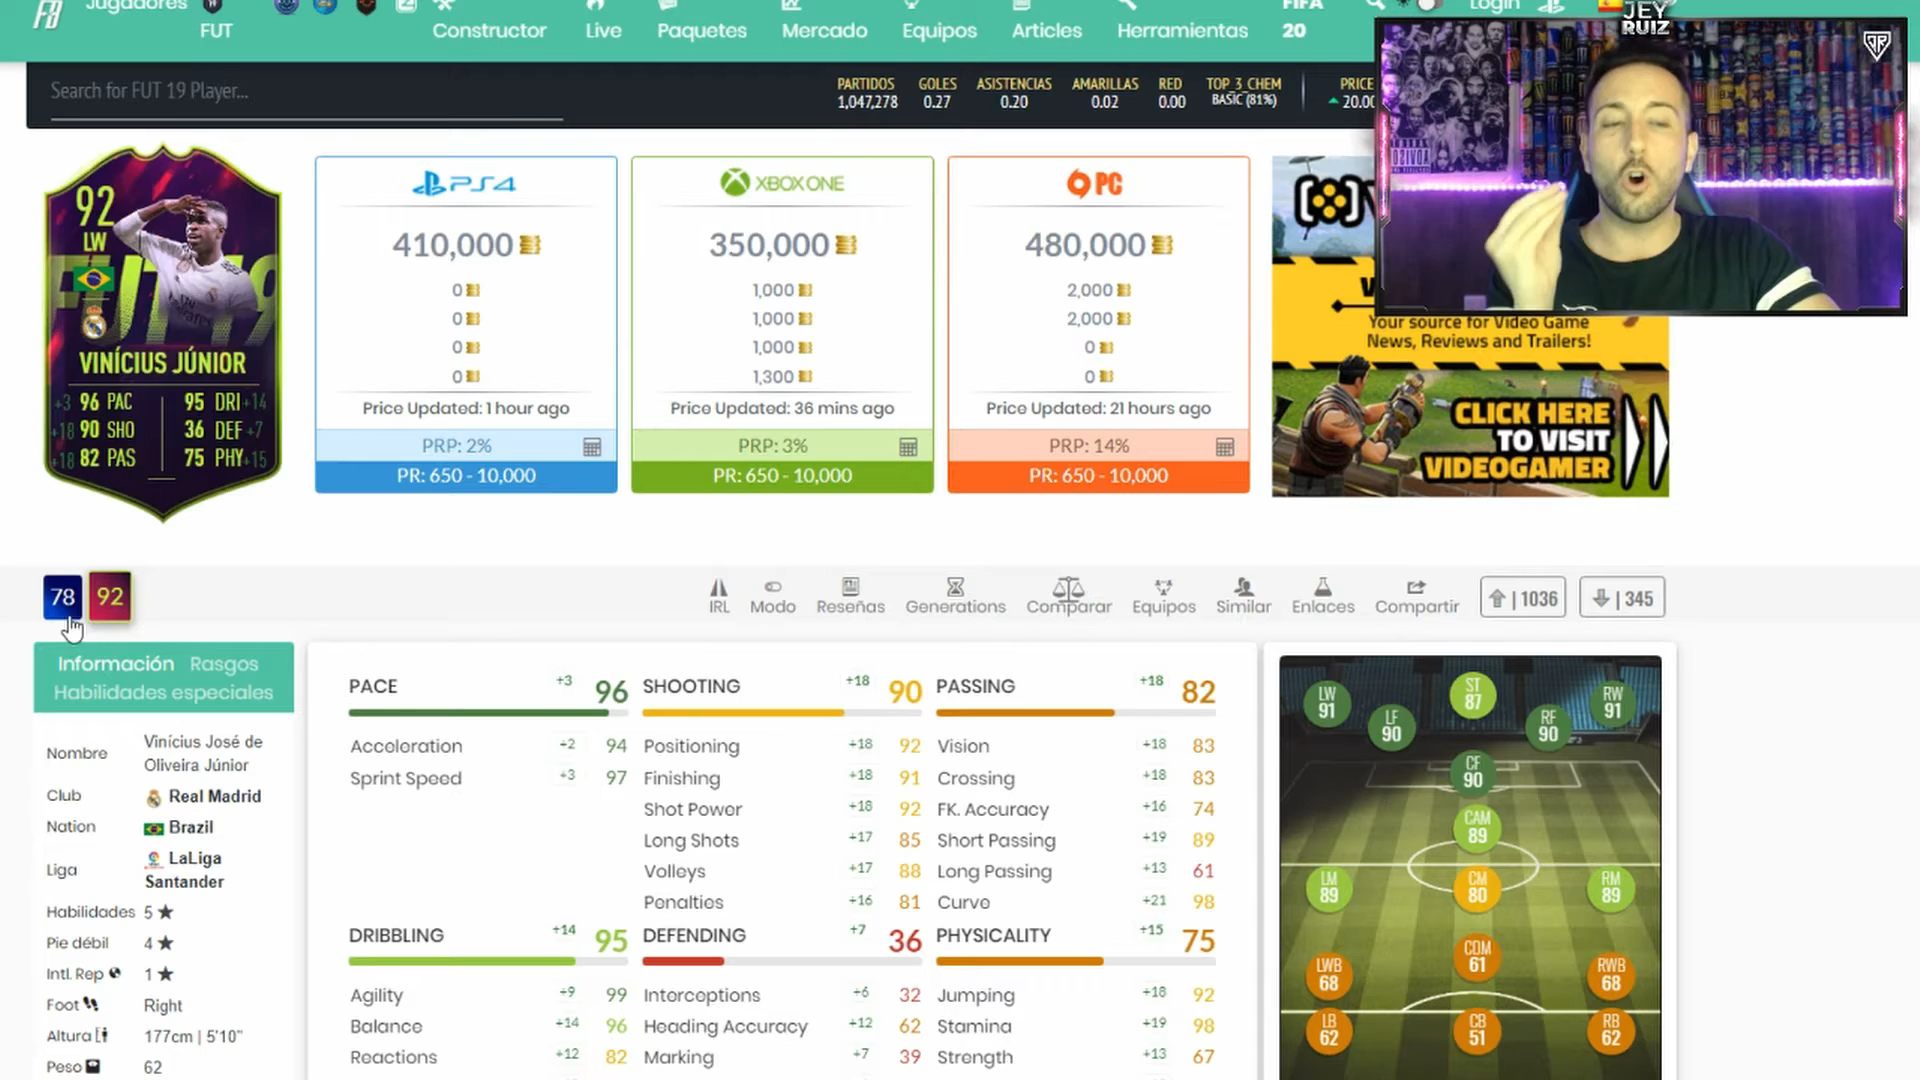 Jugadores
FUT
Constructor
Live
Paquetes
Mercado
Equipos
Articles
Herramientas
FIFA
20
Login
JEY
RUIZ
Search for FUT 19 Player...
PARTIDOS
1,047,278
GOLES
0.27
ASISTENCIAS
0.20
AMARILLAS
0.02
RED
0.00
TOP_3_CHEM
BASIC (81%)
PRICE
20.00
92
LW
FUT 19
VINÍCIUS JÚNIOR
+3 96 PAC 95 DRI +14
+18 90 SHO 36 DEF +7
+18 82 PAS 75 PHY +15
PS4
410,000
0
0
0
0
Price Updated: 1 hour ago
PRP: 2%
PR: 650 - 10,000
XBOX ONE
350,000
1,000
1,000
1,000
1,300
Price Updated: 36 mins ago
PRP: 3%
PR: 650 - 10,000
PC
480,000
2,000
2,000
0
0
Price Updated: 21 hours ago
PRP: 14%
PR: 650 - 10,000
Your source for Video Game
News, Reviews and Trailers!
CLICK HERE
TO VISIT
VIDEOGAMER
78
92
IRL
Modo
Reseñas
Generations
Comparar
Equipos
Similar
Enlaces
Compartir
| 1036
| 345
Información Rasgos
Habilidades especiales
Nombre Vinícius José de
Oliveira Júnior
Club Real Madrid
Nation Brazil
Liga LaLiga
Santander
Habilidades 5
Pie débil 4
Intl. Rep 1
Foot Right
Altura 177cm | 5'10"
Peso 62
PACE +3 96
Acceleration +2 94
Sprint Speed +3 97
SHOOTING +18 90
Positioning +18 92
Finishing +18 91
Shot Power +18 92
Long Shots +17 85
Volleys +17 88
Penalties +16 81
PASSING +18 82
Vision +18 83
Crossing +18 83
FK. Accuracy +16 74
Short Passing +19 89
Long Passing +13 61
Curve +21 98
DRIBBLING +14 95
Agility +9 99
Balance +14 96
Reactions +12 82
DEFENDING +7 36
Interceptions +6 32
Heading Accuracy +12 62
Marking +7 39
PHYSICALITY +15 75
Jumping +18 92
Stamina +19 98
Strength +13 67
LW
91
ST
87
RW
91
LF
90
RF
90
CF
90
CAM
89
LM
89
CM
80
RM
89
LWB
68
CDM
61
RWB
68
LB
62
CB
51
RB
62